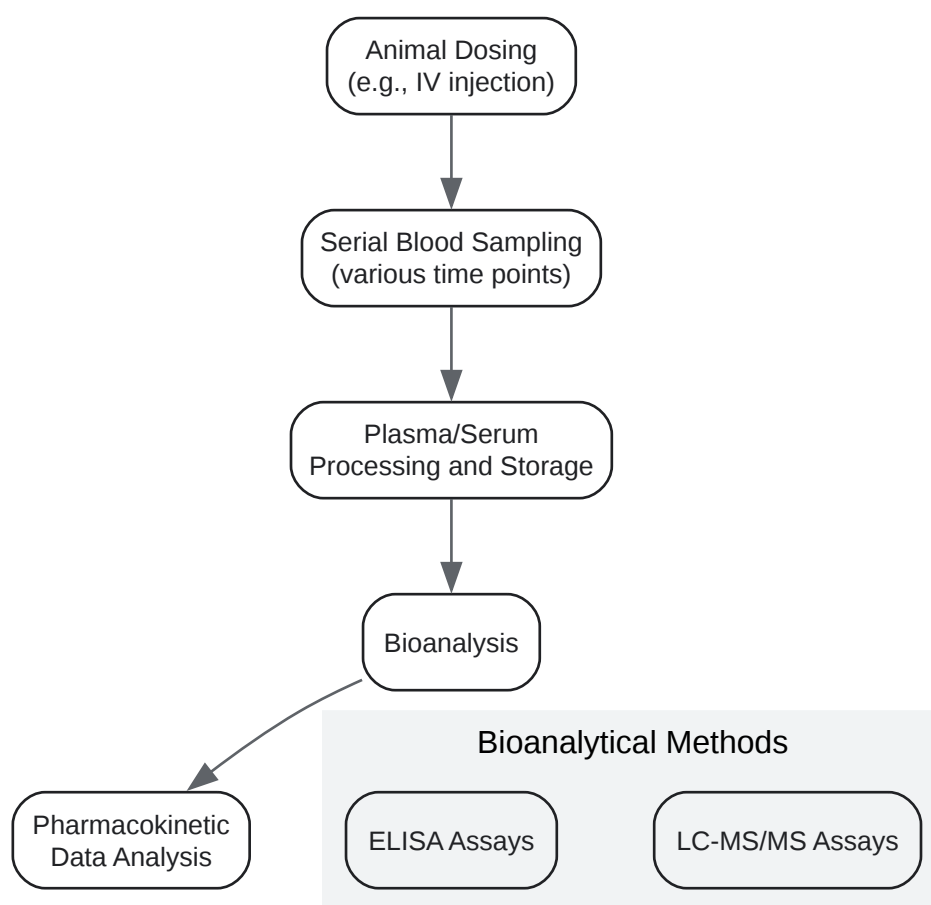 Animal Dosing
(e.g., IV injection)
Serial Blood Sampling
(various time points)
Plasma/Serum
Processing and Storage
Bioanalysis
Bioanalytical Methods
Pharmacokinetic
Data Analysis
ELISA Assays
LC-MS/MS Assays